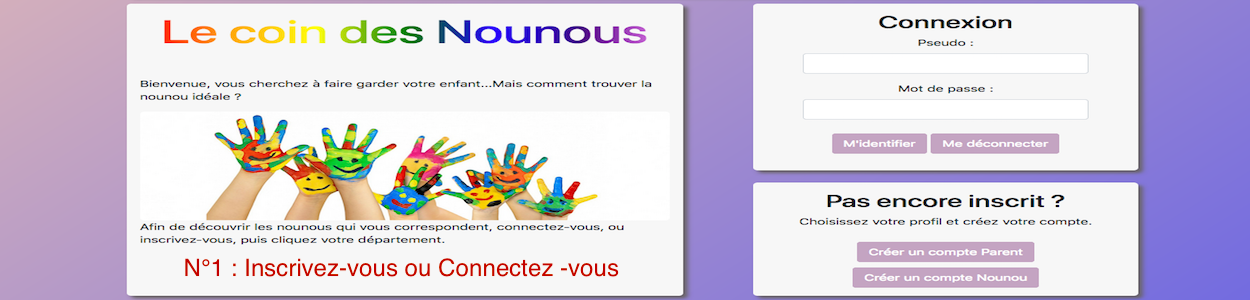 Le coin des Nounous
Bienvenue, vous cherchez à faire garder votre enfant...Mais comment trouver la
nounou idéale ?
Afin de découvrir les nounous qui vous correspondent, connectez-vous, ou
inscrivez-vous, puis cliquez votre département.
N°1 : Inscrivez-vous ou Connectez -vous
Connexion
Pseudo :
Mot de passe :
M'identifier Me déconnecter
Pas encore inscrit ?
Choisissez votre profil et créez votre compte.
Créer un compte Parent
Créer un compte Nounou